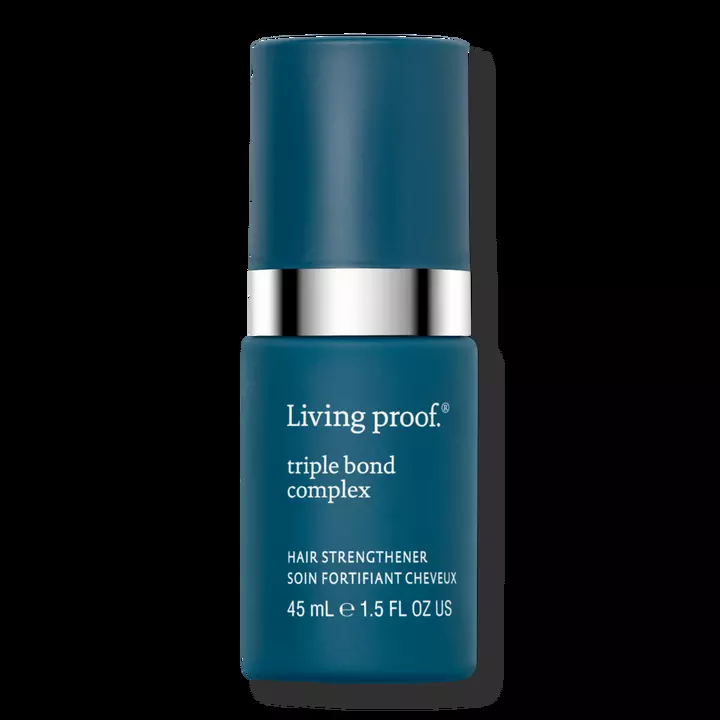 Living proof.®
triple bond
complex
HAIR STRENGTHENER
SOIN FORTIFIANT CHEVEUX
45 mL ℮ 1.5 FL OZ US